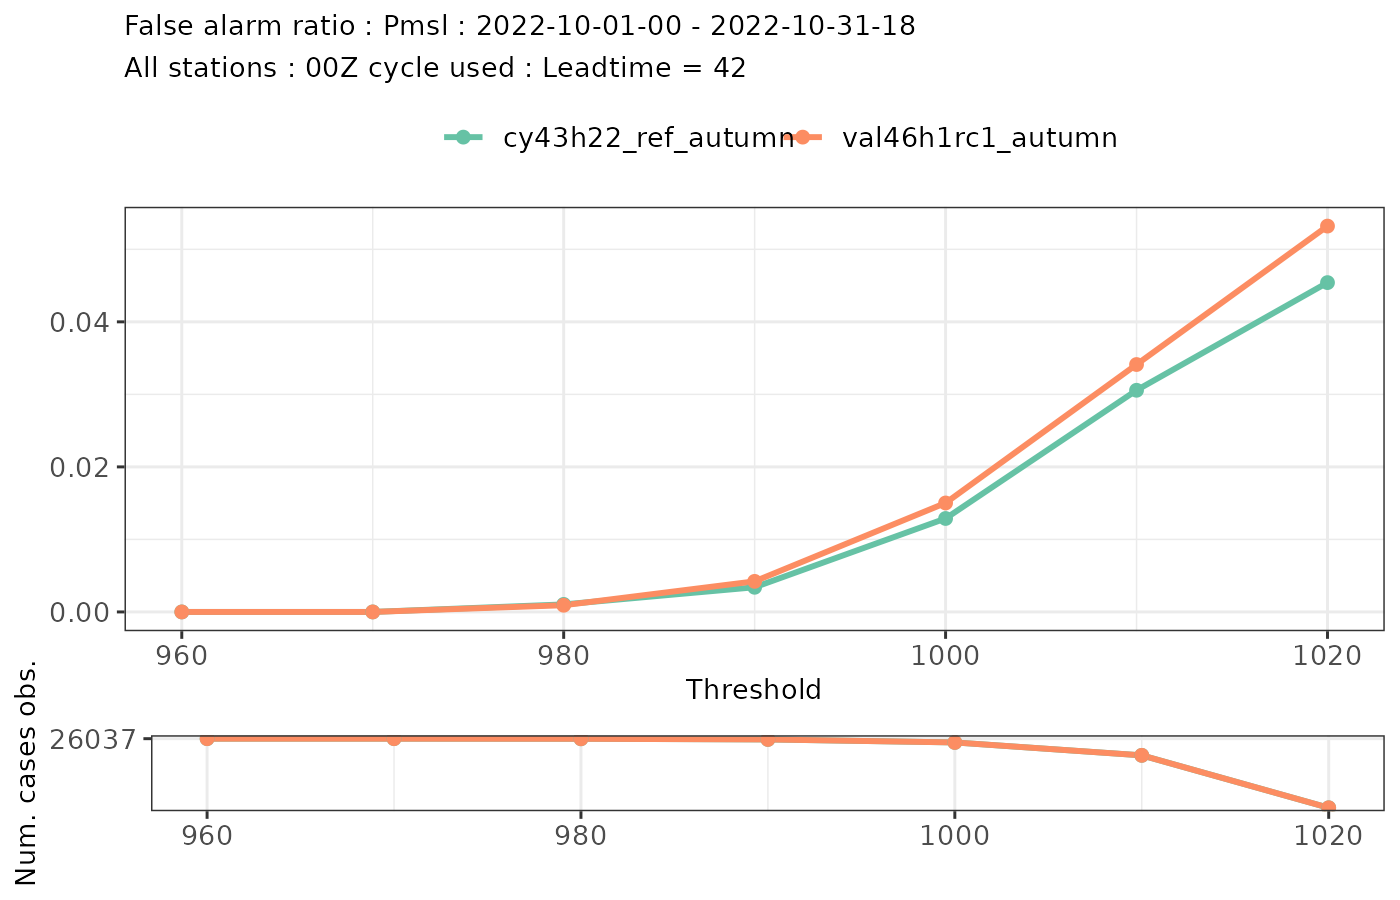 False alarm ratio : Pmsl : 2022-10-01-00 - 2022-10-31-18
All stations : 00Z cycle used : Leadtime = 42
cy43h22_ref_autumn val46h1rc1_autumn
0.04
0.02
0.00
960 980 1000 1020
Threshold
Num. cases obs.
26037
960 980 1000 1020